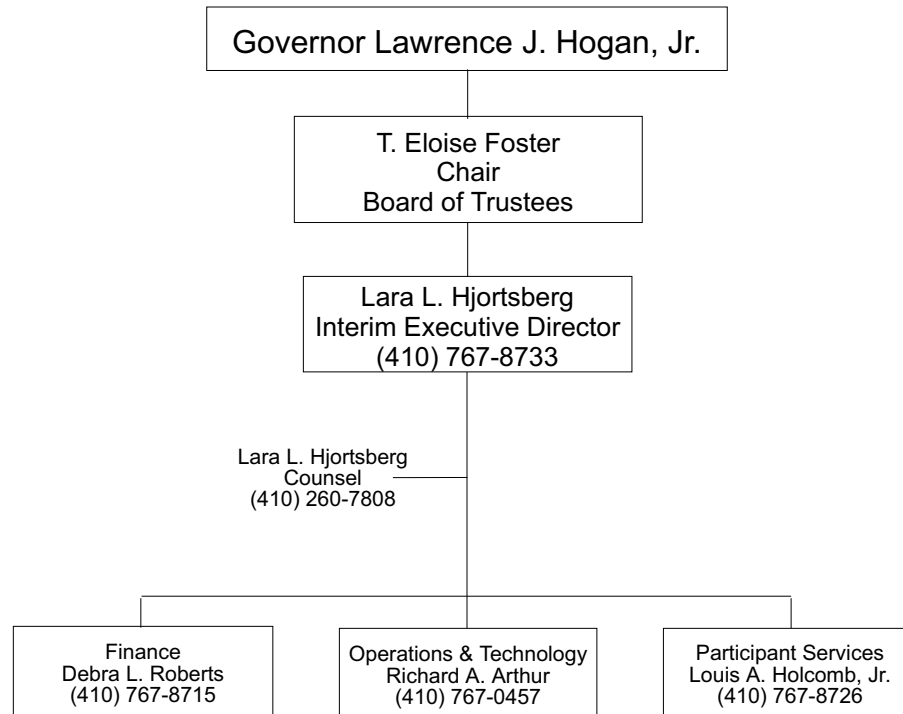 Governor Lawrence J. Hogan, Jr.
T. Eloise Foster
Chair
Board of Trustees
Lara L. Hjortsberg
Interim Executive Director
(410) 767-8733
Lara L. Hjortsberg
Counsel
(410) 260-7808
Finance
Debra L. Roberts
(410) 767-8715
Operations & Technology
Richard A. Arthur
(410) 767-0457
Participant Services
Louis A. Holcomb, Jr.
(410) 767-8726